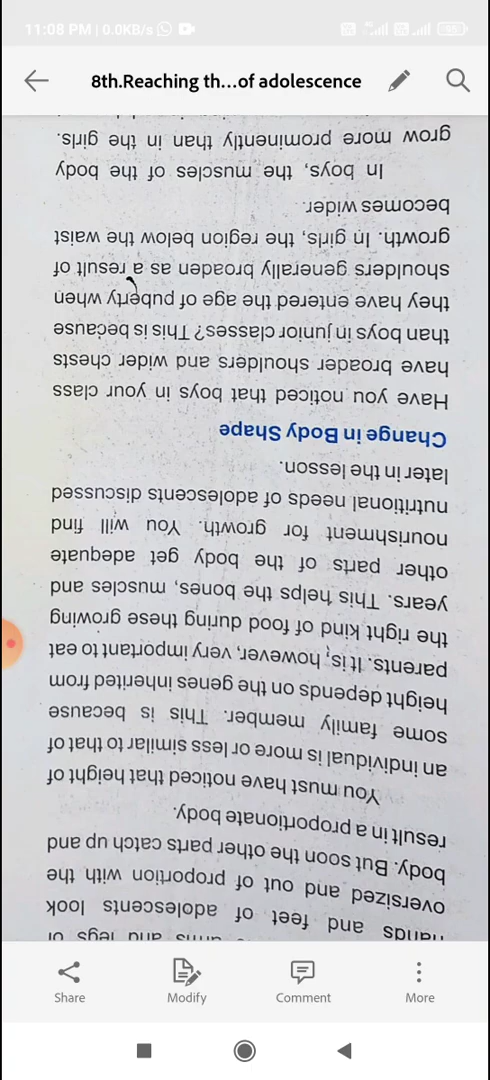 11:08 PM | 0.0KB/s
8th.Reaching th...of adolescence
arms and legs of
hands and feet of adolescents look
oversized and out of proportion with the
body. But soon the other parts catch up and
result in a proportionate body.
You must have noticed that height of
an individual is more or less similar to that of
some family member. This is because
height depends on the genes inherited from
parents. It is, however, very important to eat
the right kind of food during these growing
years. This helps the bones, muscles and
other parts of the body get adequate
nourishment for growth. You will find
nutritional needs of adolescents discussed
later in the lesson.
Change in Body Shape
Have you noticed that boys in your class
have broader shoulders and wider chests
than boys in junior classes? This is because
they have entered the age of puberty when
shoulders generally broaden as a result of
growth. In girls, the region below the waist
becomes wider.
In boys, the muscles of the body
grow more prominently than in the girls.
Share
Modify
Comment
More